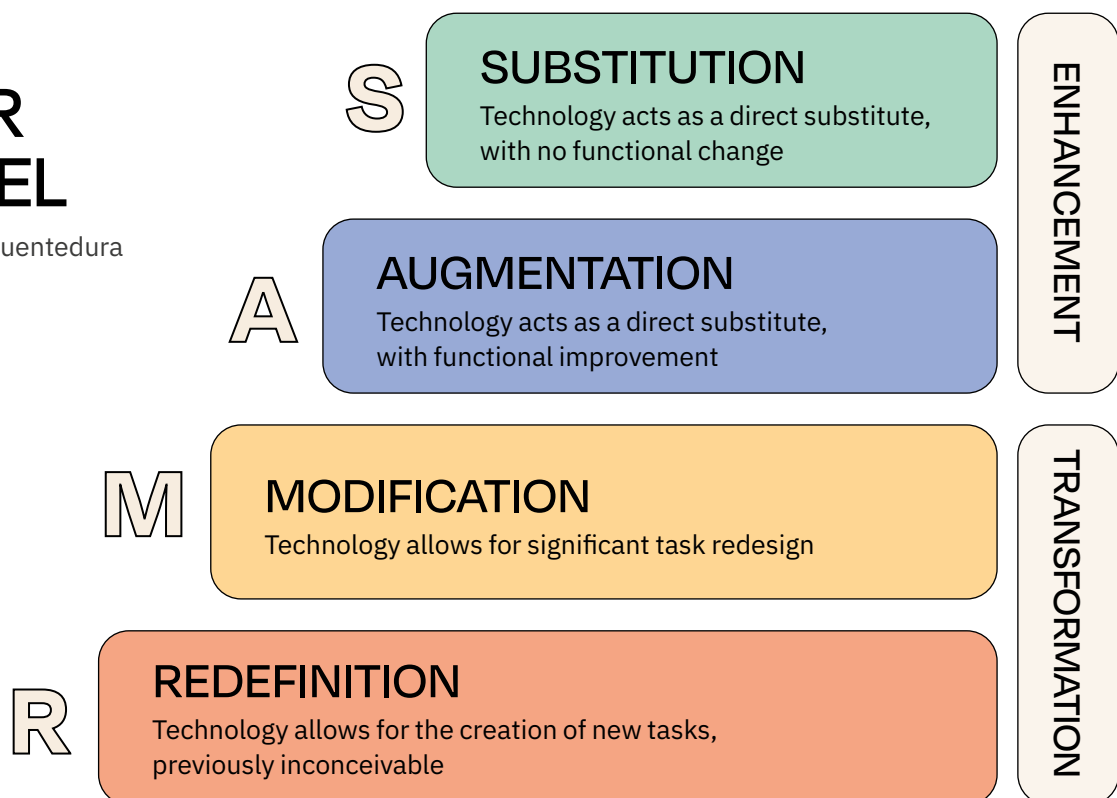 R
EL
uentedura
S
SUBSTITUTION
Technology acts as a direct substitute,
with no functional change
A
AUGMENTATION
Technology acts as a direct substitute,
with functional improvement
ENHANCEMENT
M
MODIFICATION
Technology allows for significant task redesign
R
REDEFINITION
Technology allows for the creation of new tasks,
previously inconceivable
TRANSFORMATION